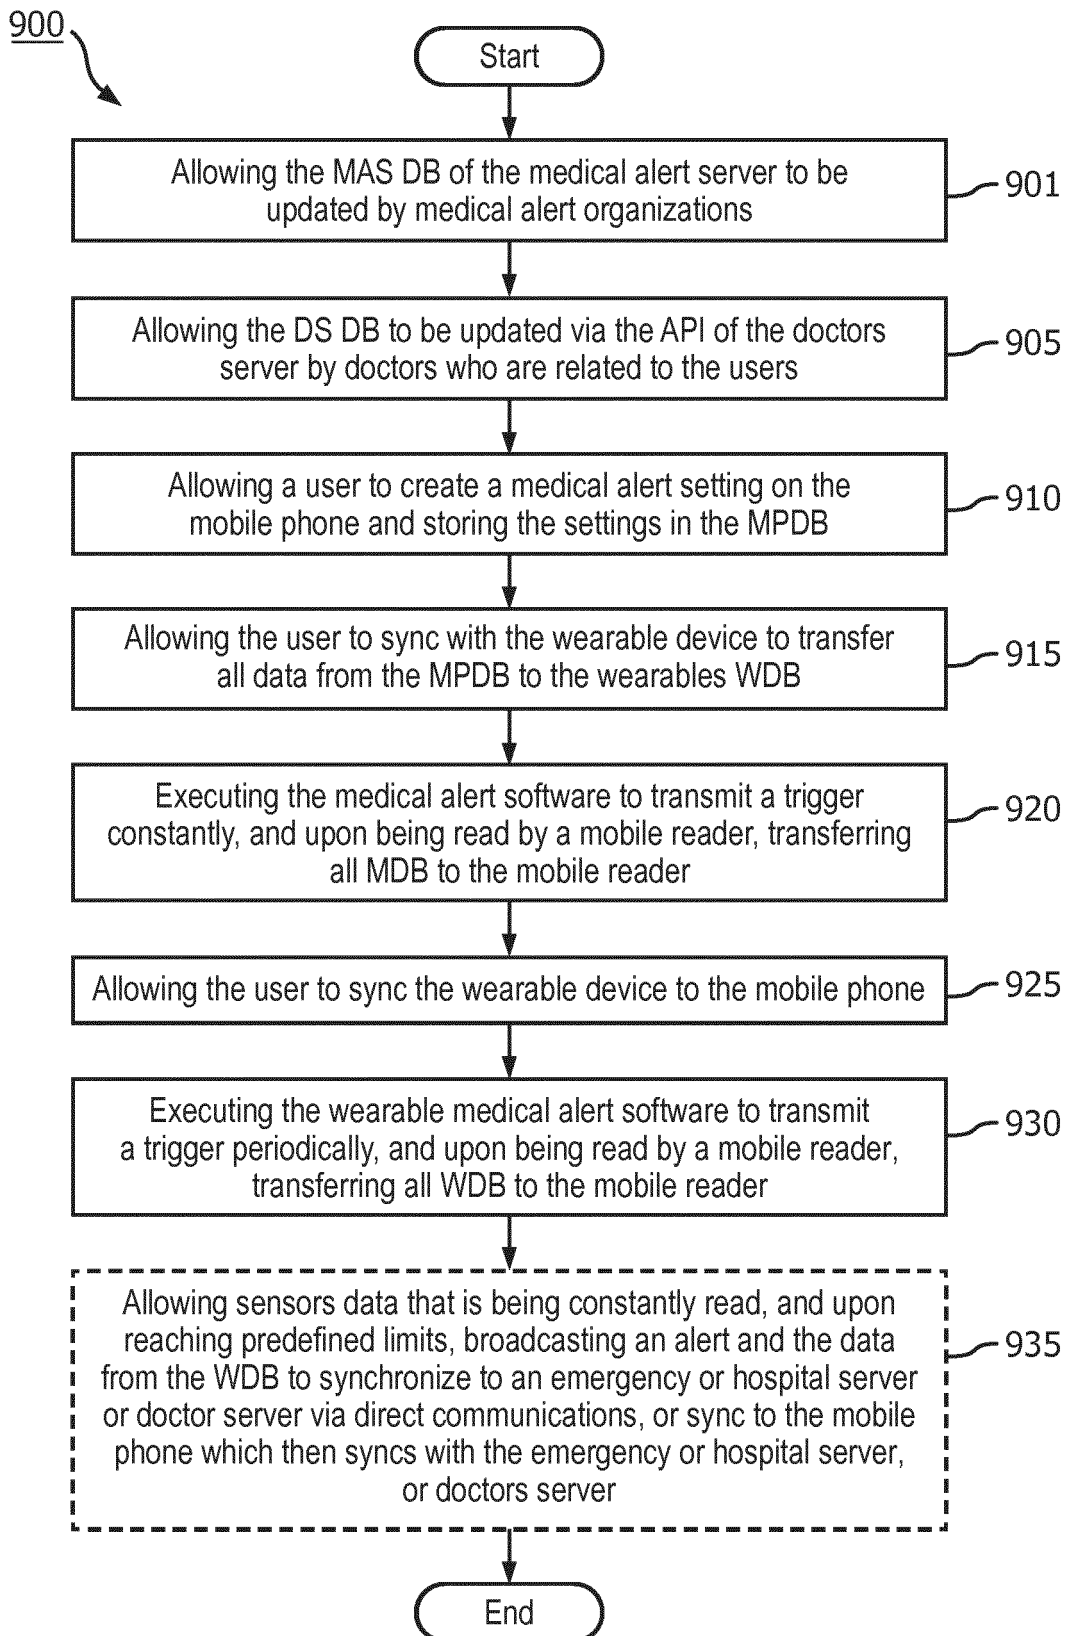 900
Start
Allowing the MAS DB of the medical alert server to be
updated by medical alert organizations
901
Allowing the DS DB to be updated via the API of the doctors
server by doctors who are related to the users
905
Allowing a user to create a medical alert setting on the
mobile phone and storing the settings in the MPDB
910
Allowing the user to sync with the wearable device to transfer
all data from the MPDB to the wearables WDB
915
Executing the medical alert software to transmit a trigger
constantly, and upon being read by a mobile reader, transferring
all MDB to the mobile reader
920
Allowing the user to sync the wearable device to the mobile phone
925
Executing the wearable medical alert software to transmit
a trigger periodically, and upon being read by a mobile reader,
transferring all WDB to the mobile reader
930
Allowing sensors data that is being constantly read, and upon
reaching predefined limits, broadcasting an alert and the data
from the WDB to synchronize to an emergency or hospital server
or doctor server via direct communications, or sync to the mobile
phone which then syncs with the emergency or hospital server,
or doctors server
935
End